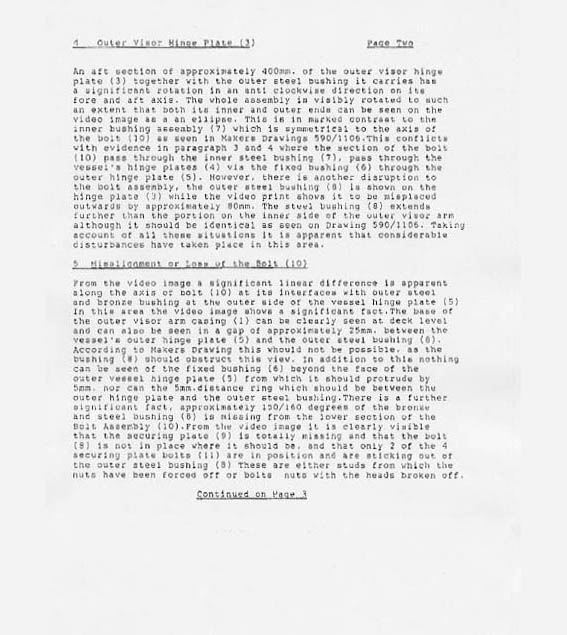 4 Outer Visor Hinge Plate (3) Page Two
An aft section of approximately 400mm. of the outer visor hinge
plate (3) together with the outer steel bushing it carries has
a significant rotation in an anti clockwise direction on its
fore and aft axis. The whole assembly is visibly rotated to such
an extent that both its inner and outer ends can be seen on the
video image as a an ellipse. This is in marked contrast to the
inner bushing assembly (7) which is symmetrical to the axis of
the bolt (10) as seen in Makers Drawings 590/1106.This conflicts
with evidence in paragraph 3 and 4 where the section of the bolt
(10) pass through the inner steel bushing (7), pass through the
vessel's hinge plates (4) via the fixed bushing (6) through the
outer hinge plate (5). However, there is another disruption to
the bolt assembly, the outer steel bushing (8) is shown on the
hinge plate (3) while the video print shows it to be misplaced
outwards by approximately 80mm. The steel bushing (8) extends
further than the portion on the inner side of the outer visor arm
although it should be identical as seen on Drawing 590/1106. Taking
account of all these situations it is apparent that considerable
disturbances have taken place in this area.
5 Misalignment or Loss of the Bolt (10)
From the video image a significant linear difference is apparent
along the axis of bolt (10) at its interfaces with outer steel
and bronze bushing at the outer side of the vessel hinge plate (5)
In this area the video image shows a significant fact.The base of
the outer visor arm casing (1) can be clearly seen at deck level
and can also be seen in a gap of approximately 25mm. between the
vessel's outer hinge plate (5) and the outer steel bushing (8).
According to Makers Drawing this whould not be possible, as the
bushing (8) should obstruct this view. In addition to this nothing
can be seen of the fixed bushing (6) beyond the face of the
outer vessel hinge plate (5) from which it should protrude by
5mm. nor can the 5mm.distance ring which should be between the
outer hinge plate and the outer steel bushing.There is a further
significant fact, approximately 150/160 degrees of the bronze
and steel bushing (6) is missing from the lower section of the
Bolt Assembly (10).From the video image it is clearly visible
that the securing plate (9) is totally missing and that the bolt
(8) is not in place where it should be, and that only 2 of the 4
securing plate bolts (11) are in position and are sticking out of
the outer steel bushing (8) These are either studs from which the
nuts have been forced off or bolts nuts with the heads broken off.
Continued on Page 3